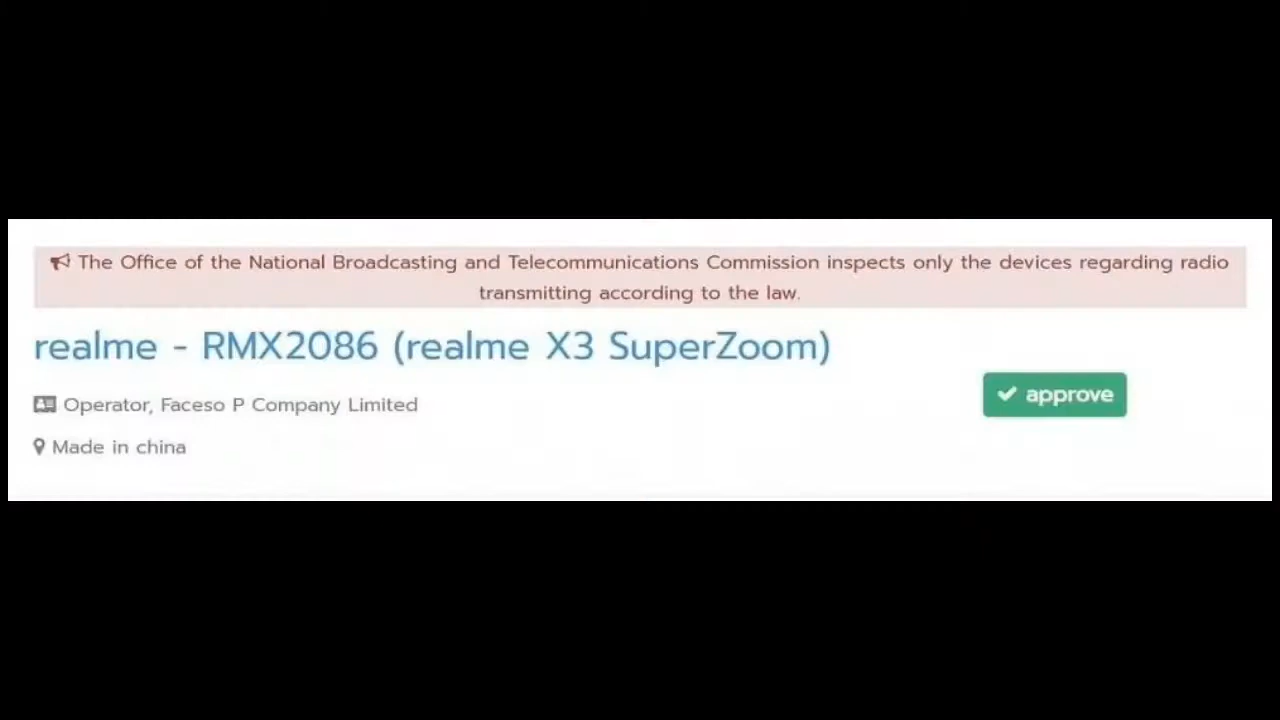 The Office of the National Broadcasting and Telecommunications Commission inspects only the devices regarding radio
transmitting according to the law.
realme - RMX2086 (realme X3 SuperZoom)
approve
Operator, Faceso P Company Limited
Made in china